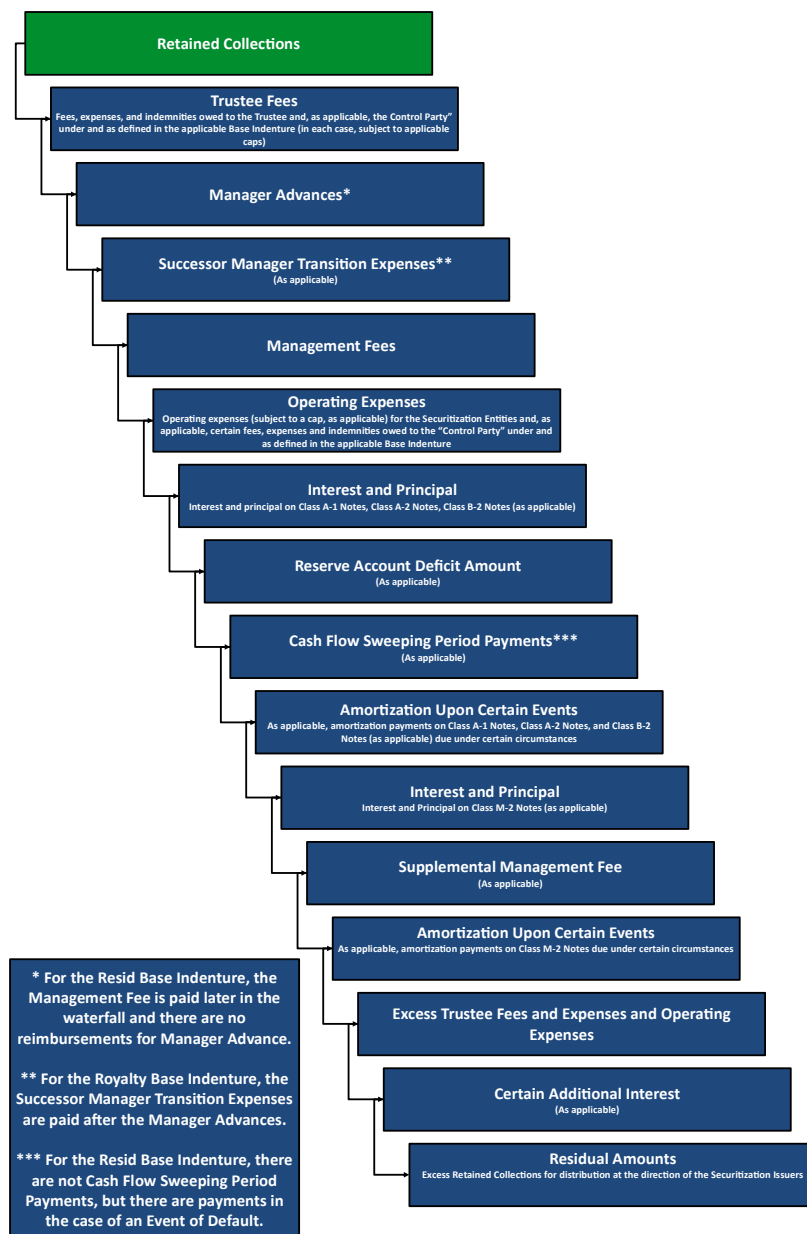 Retained Collections
Trustee Fees
Fees, expenses, and indemnities owed to the Trustee and, as applicable, the Control Party”
under and as defined in the applicable Base Indenture (in each case, subject to applicable
caps)
Manager Advances*
Successor Manager Transition Expenses**
(As applicable)
Management Fees
Operating Expenses
Operating expenses (subject to a cap, as applicable) for the Securitization Entities and, as
applicable, certain fees, expenses and indemnities owed to the “Control Party” under and
as defined in the applicable Base Indenture
Interest and Principal
Interest and principal on Class A-1 Notes, Class A-2 Notes, Class B-2 Notes (as applicable)
Reserve Account Deficit Amount
(As applicable)
Cash Flow Sweeping Period Payments***
(As applicable)
Amortization Upon Certain Events
As applicable, amortization payments on Class A-1 Notes, Class A-2 Notes, and Class B-2
Notes (as applicable) due under certain circumstances
Interest and Principal
Interest and Principal on Class M-2 Notes (as applicable)
Supplemental Management Fee
(As applicable)
Amortization Upon Certain Events
As applicable, amortization payments on Class M-2 Notes due under certain circumstances
Excess Trustee Fees and Expenses and Operating
Expenses
Certain Additional Interest
(As applicable)
Residual Amounts
Excess Retained Collections for distribution at the direction of the Securitization Issuers
* For the Resid Base Indenture, the
Management Fee is paid later in the
waterfall and there are no
reimbursements for Manager Advance.
** For the Royalty Base Indenture, the
Successor Manager Transition Expenses
are paid after the Manager Advances.
*** For the Resid Base Indenture, there
are not Cash Flow Sweeping Period
Payments, but there are payments in
the case of an Event of Default.